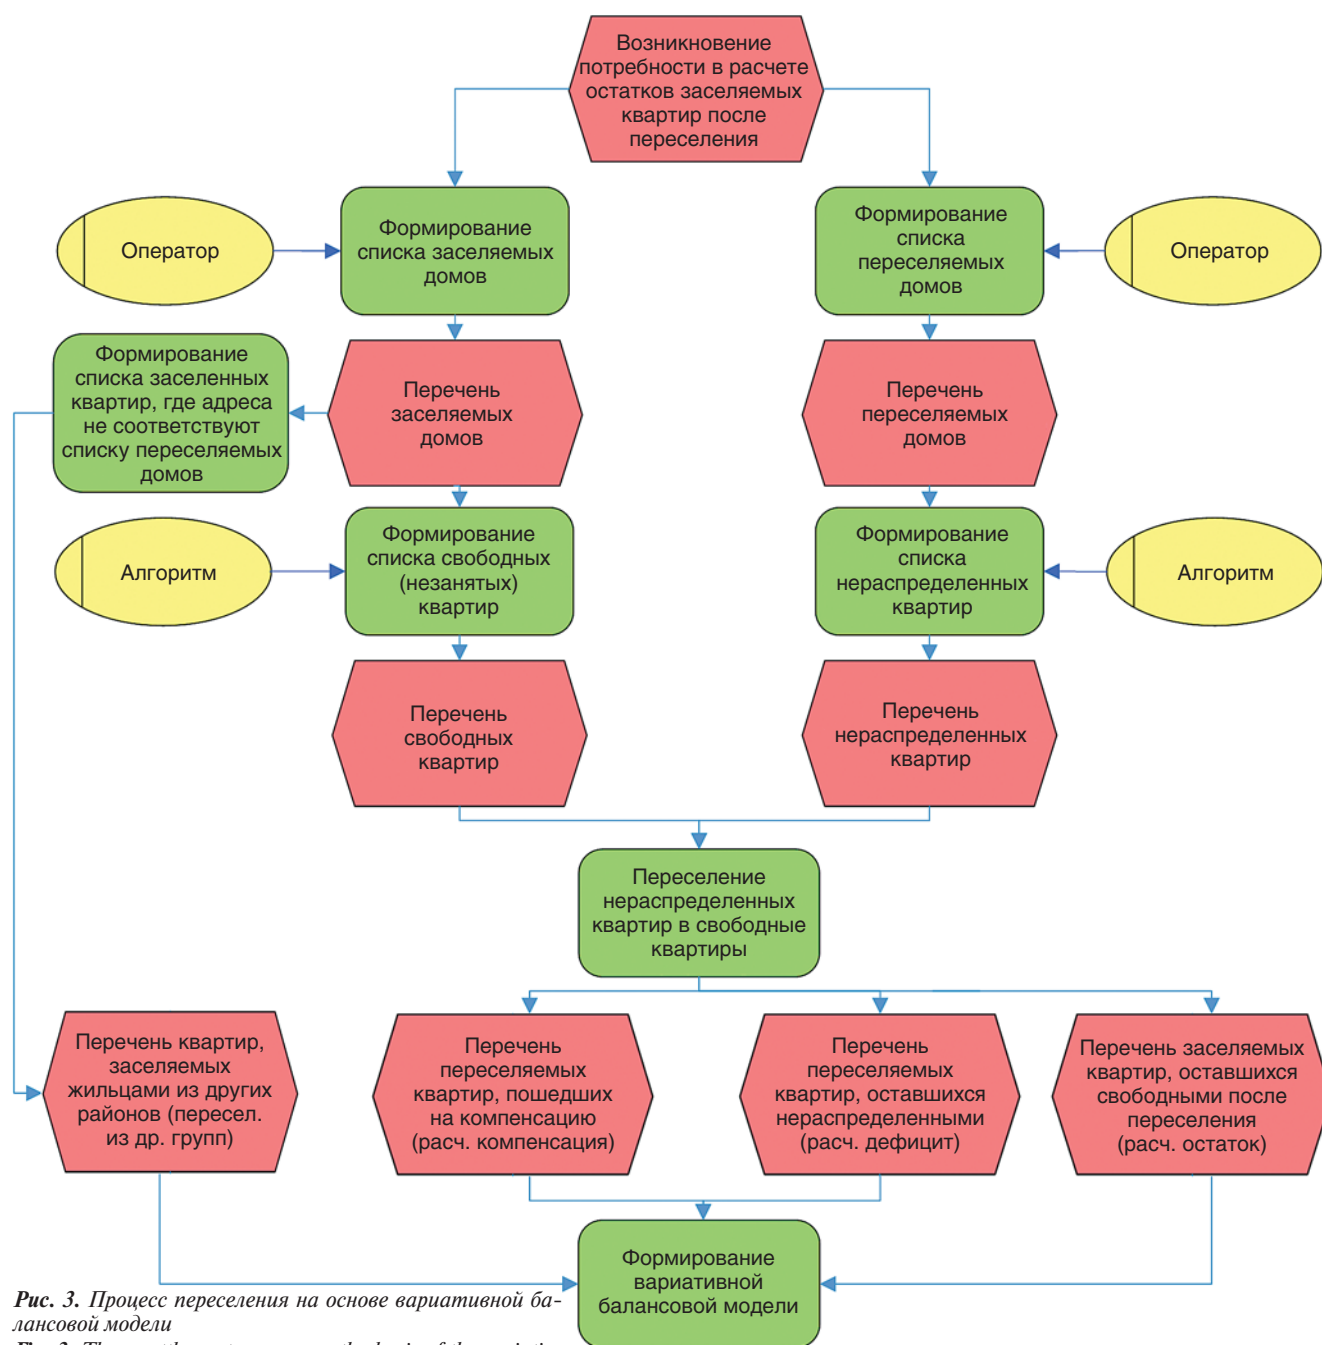 Возникновение
потребности в расчете
остатков заселяемых
квартир после
переселения
Оператор
Формирование
списка заселяемых
домов
Формирование
списка
переселяемых
домов
Оператор
Формирование
списка заселенных
квартир, где адреса
не соответствуют
списку переселяемых
домов
Перечень
заселяемых
домов
Перечень
переселяемых
домов
Алгоритм
Формирование
списка свободных
(незанятых)
квартир
Формирование
списка
нераспределенных
квартир
Алгоритм
Перечень
свободных
квартир
Перечень
нераспределенных
квартир
Переселение
нераспределенных
квартир в свободные
квартиры
Перечень квартир,
заселяемых
жильцами из других
районов (пересел.
из др. групп)
Перечень
переселяемых
квартир, пошедших
на компенсацию
(расч. компенсация)
Перечень
переселяемых
квартир, оставшихся
нераспределенными
(расч. дефицит)
Перечень заселяемых
квартир, оставшихся
свободными после
переселения
(расч. остаток)
Формирование
вариативной
балансовой модели
Рис. 3. Процесс переселения на основе вариативной ба-
лансовой модели